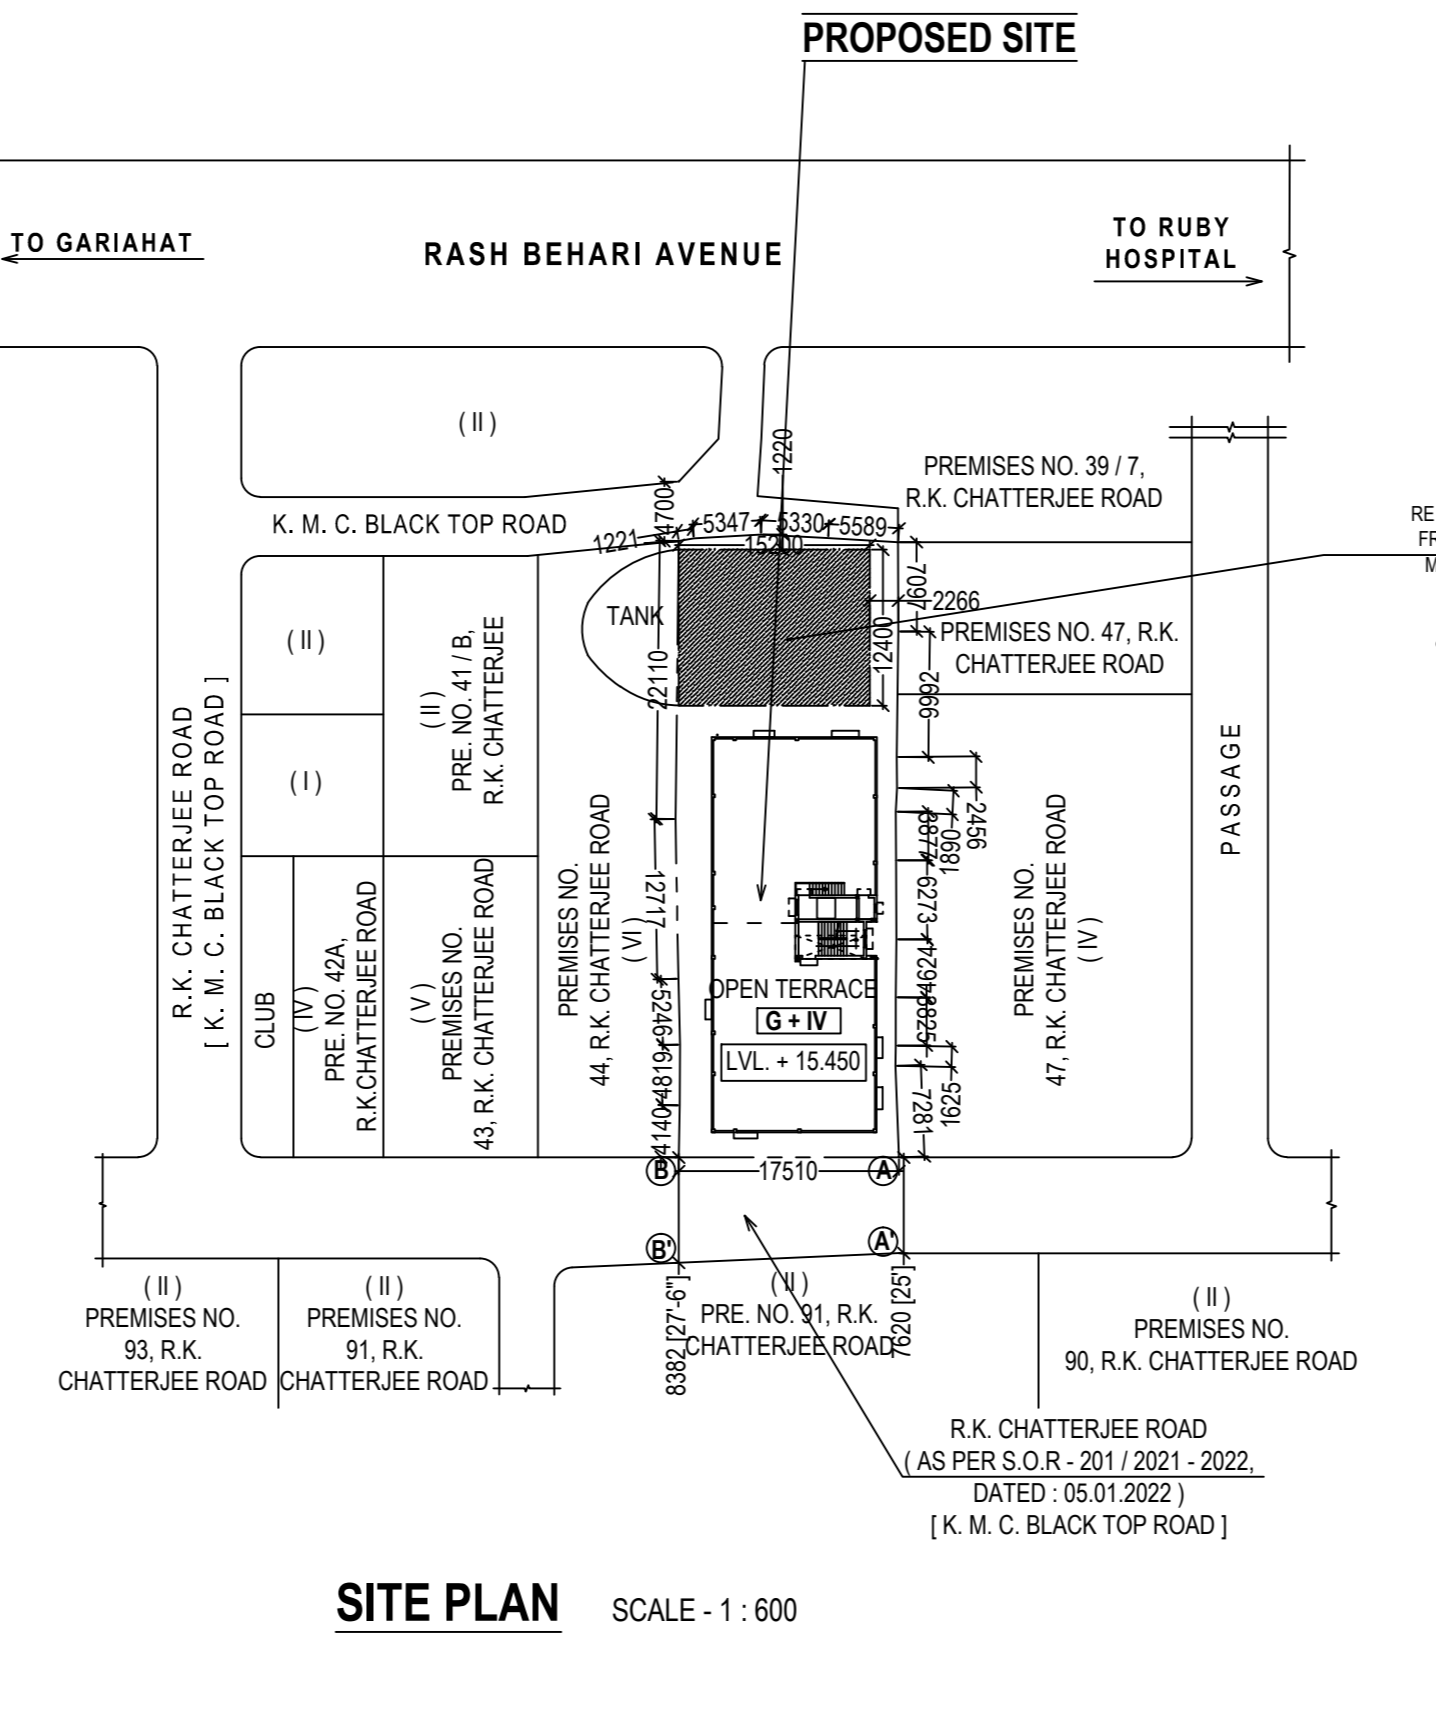 PROPOSED SITE
TO GARIAHAT
RASH BEHARI AVENUE
TO RUBY
HOSPITAL
( II )
1220
PREMISES NO. 39 / 7,
R.K. CHATTERJEE ROAD
4700
K. M. C. BLACK TOP ROAD
1221
5347
5330
5589
15200
RE
FR
M
7097
2266
TANK
12400
PREMISES NO. 47, R.K.
CHATTERJEE ROAD
22110
2666
( II )
( II )
PRE. NO. 41 / B,
R.K. CHATTERJEE
( I )
R.K. CHATTERJEE ROAD
[ K. M. C. BLACK TOP ROAD ]
PASSAGE
2456
1890
3877
6273
4294
3825
1625
7281
12717
5246
4819
4140
CLUB
( IV )
PRE. NO. 42A,
R.K.CHATTERJEE ROAD
( V )
PREMISES NO.
43, R.K. CHATTERJEE ROAD
PREMISES NO.
44, R.K. CHATTERJEE ROAD
( IV )
OPEN TERRACE
G + IV
LVL. + 15.450
PREMISES NO.
47, R.K. CHATTERJEE ROAD
( IV )
B
17510
A
B'
A'
8382 [27'-6"]
7620 [25']
( II )
PREMISES NO.
93, R.K.
CHATTERJEE ROAD
( II )
PREMISES NO.
91, R.K.
CHATTERJEE ROAD
( II )
PRE. NO. 91, R.K.
CHATTERJEE ROAD
( II )
PREMISES NO.
90, R.K. CHATTERJEE ROAD
R.K. CHATTERJEE ROAD
( AS PER S.O.R - 201 / 2021 - 2022,
DATED : 05.01.2022 )
[ K. M. C. BLACK TOP ROAD ]
SITE PLAN SCALE - 1 : 600